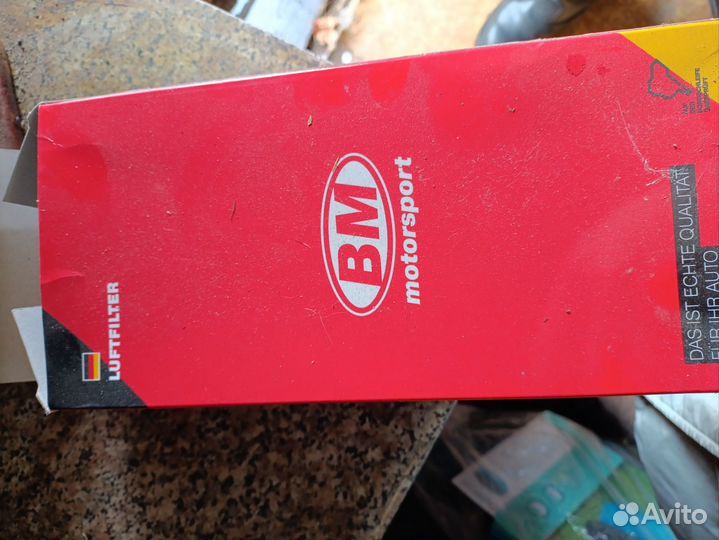 LUFTFILTER
BM
motorsport
DAS IST ECHTE QUALITÄT
FÜR IHR AUTO
Avito